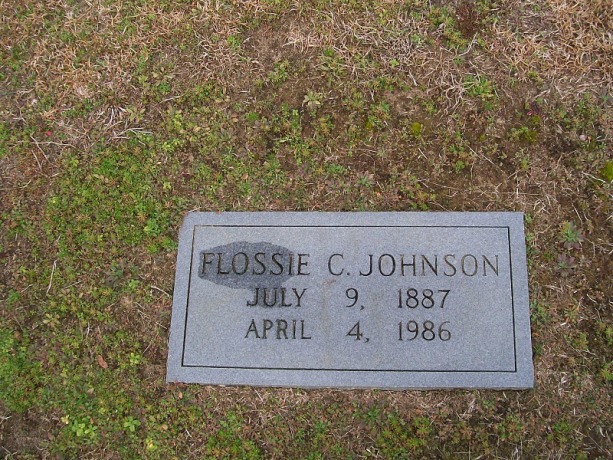 FLOSSIE C. JOHNSON
JULY 9, 1887
APRIL 4, 1986